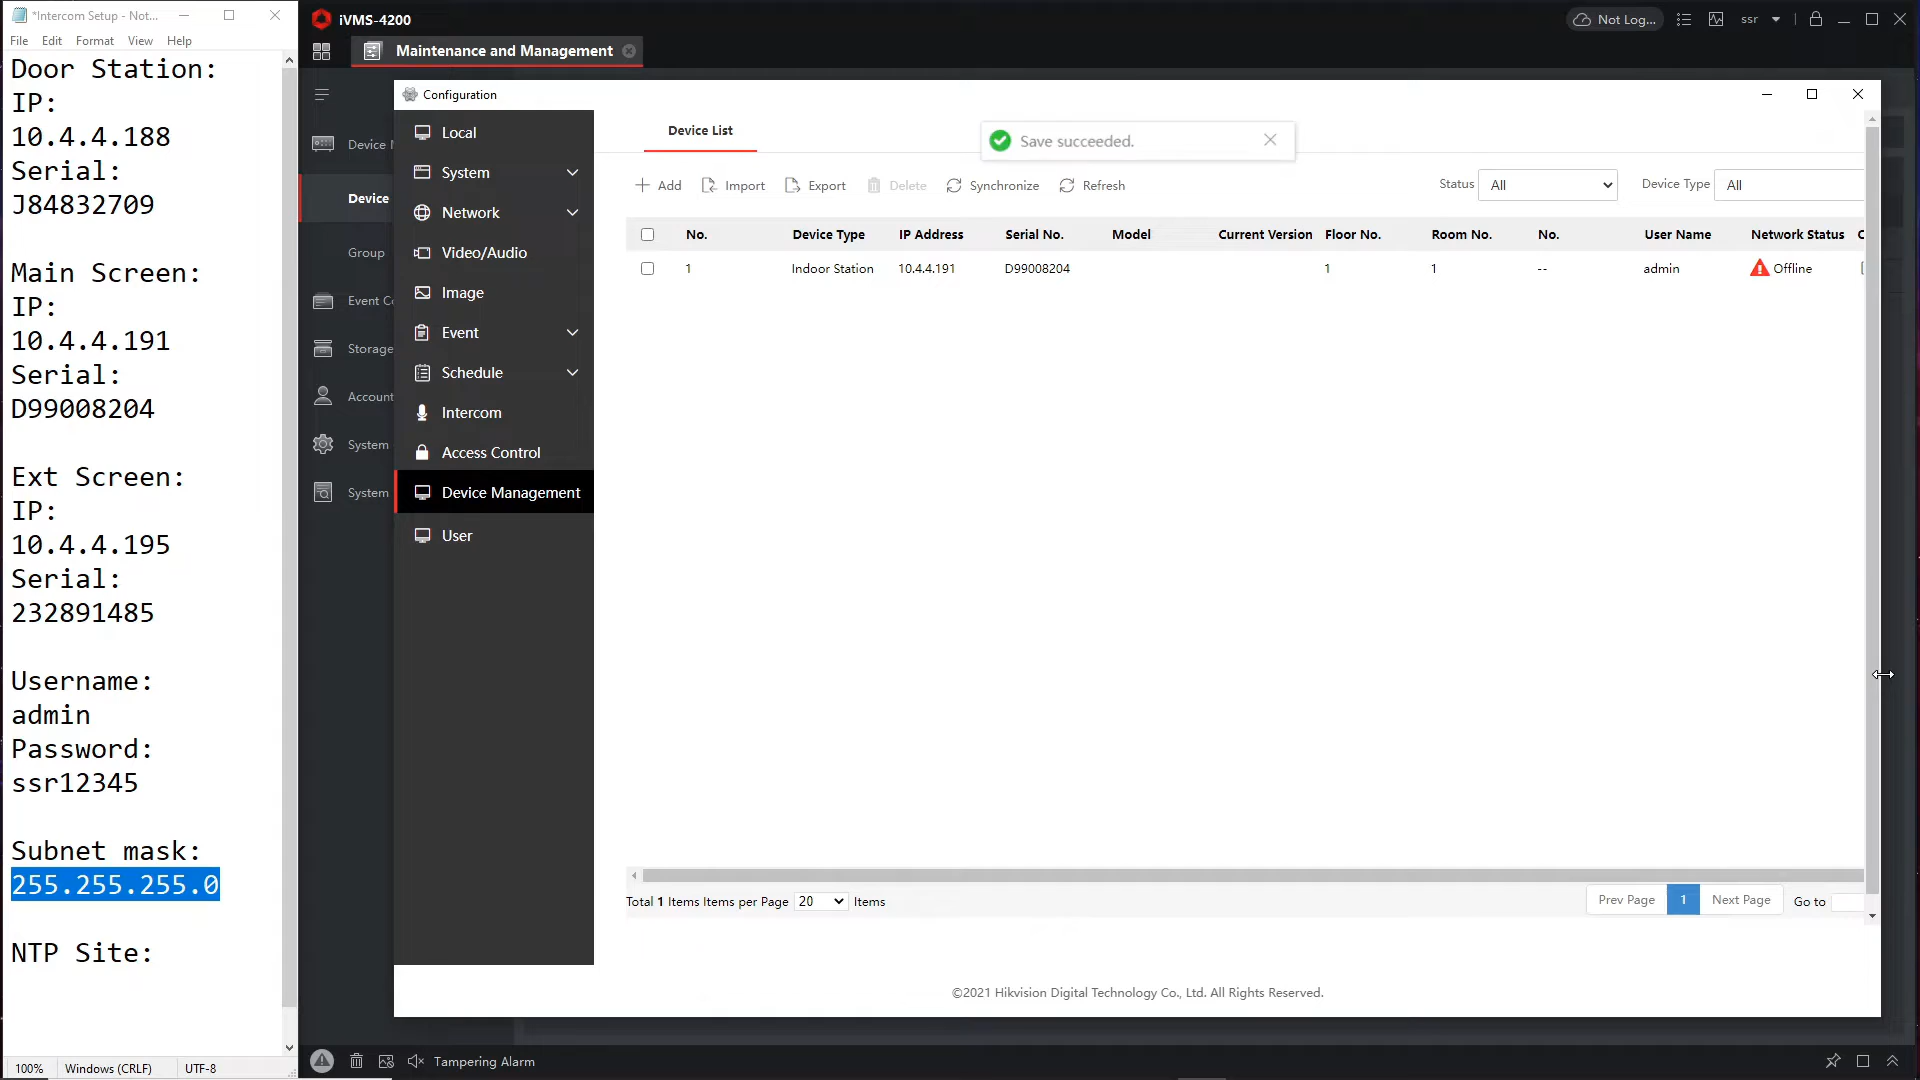 *Intercom Setup - Not...
File Edit Format View Help
Door Station:
IP:
10.4.4.188
Serial:
J84832709
Main Screen:
IP:
10.4.4.191
Serial:
D99008204
Ext Screen:
IP:
10.4.4.195
Serial:
232891485
Username:
admin
Password:
ssr12345
Subnet mask:
255.255.255.0
NTP Site:
100% Windows (CRLF) UTF-8
iVMS-4200
Not Log... ssr
Maintenance and Management
Device
Device
Group
Event
Storage
Account
System
System
Configuration
Local
System
Network
Video/Audio
Image
Event
Schedule
Intercom
Access Control
Device Management
User
Device List
Save succeeded.
Add Import Export Delete Synchronize Refresh Status All Device Type All
No. Device Type IP Address Serial No. Model Current Version Floor No. Room No. No. User Name Network Status
1 Indoor Station 10.4.4.191 D99008204 1 1 -- admin Offline
Total 1 Items Items per Page 20 Items Prev Page 1 Next Page Go to
©2021 Hikvision Digital Technology Co., Ltd. All Rights Reserved.
Tampering Alarm